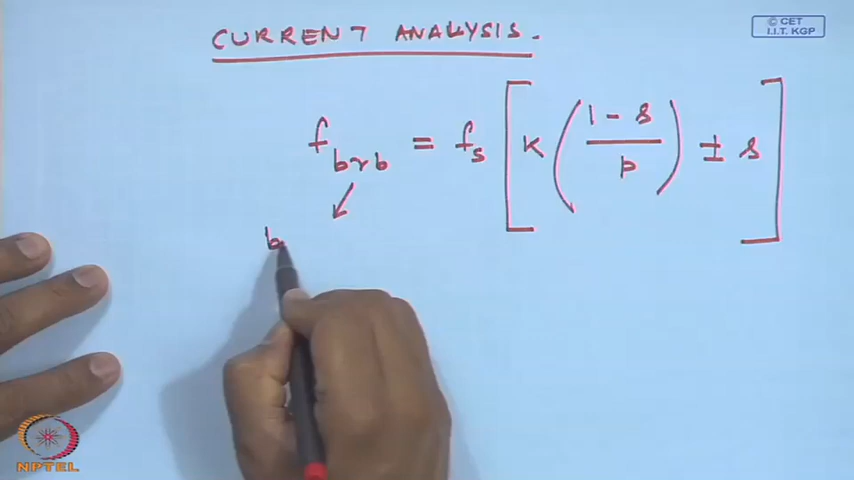 CURRENT ANALYSIS.
© CET
I.I.T. KGP
f_brb = f_s [ K ( (1 - s) / p ) ± s ]
b
NPTEL